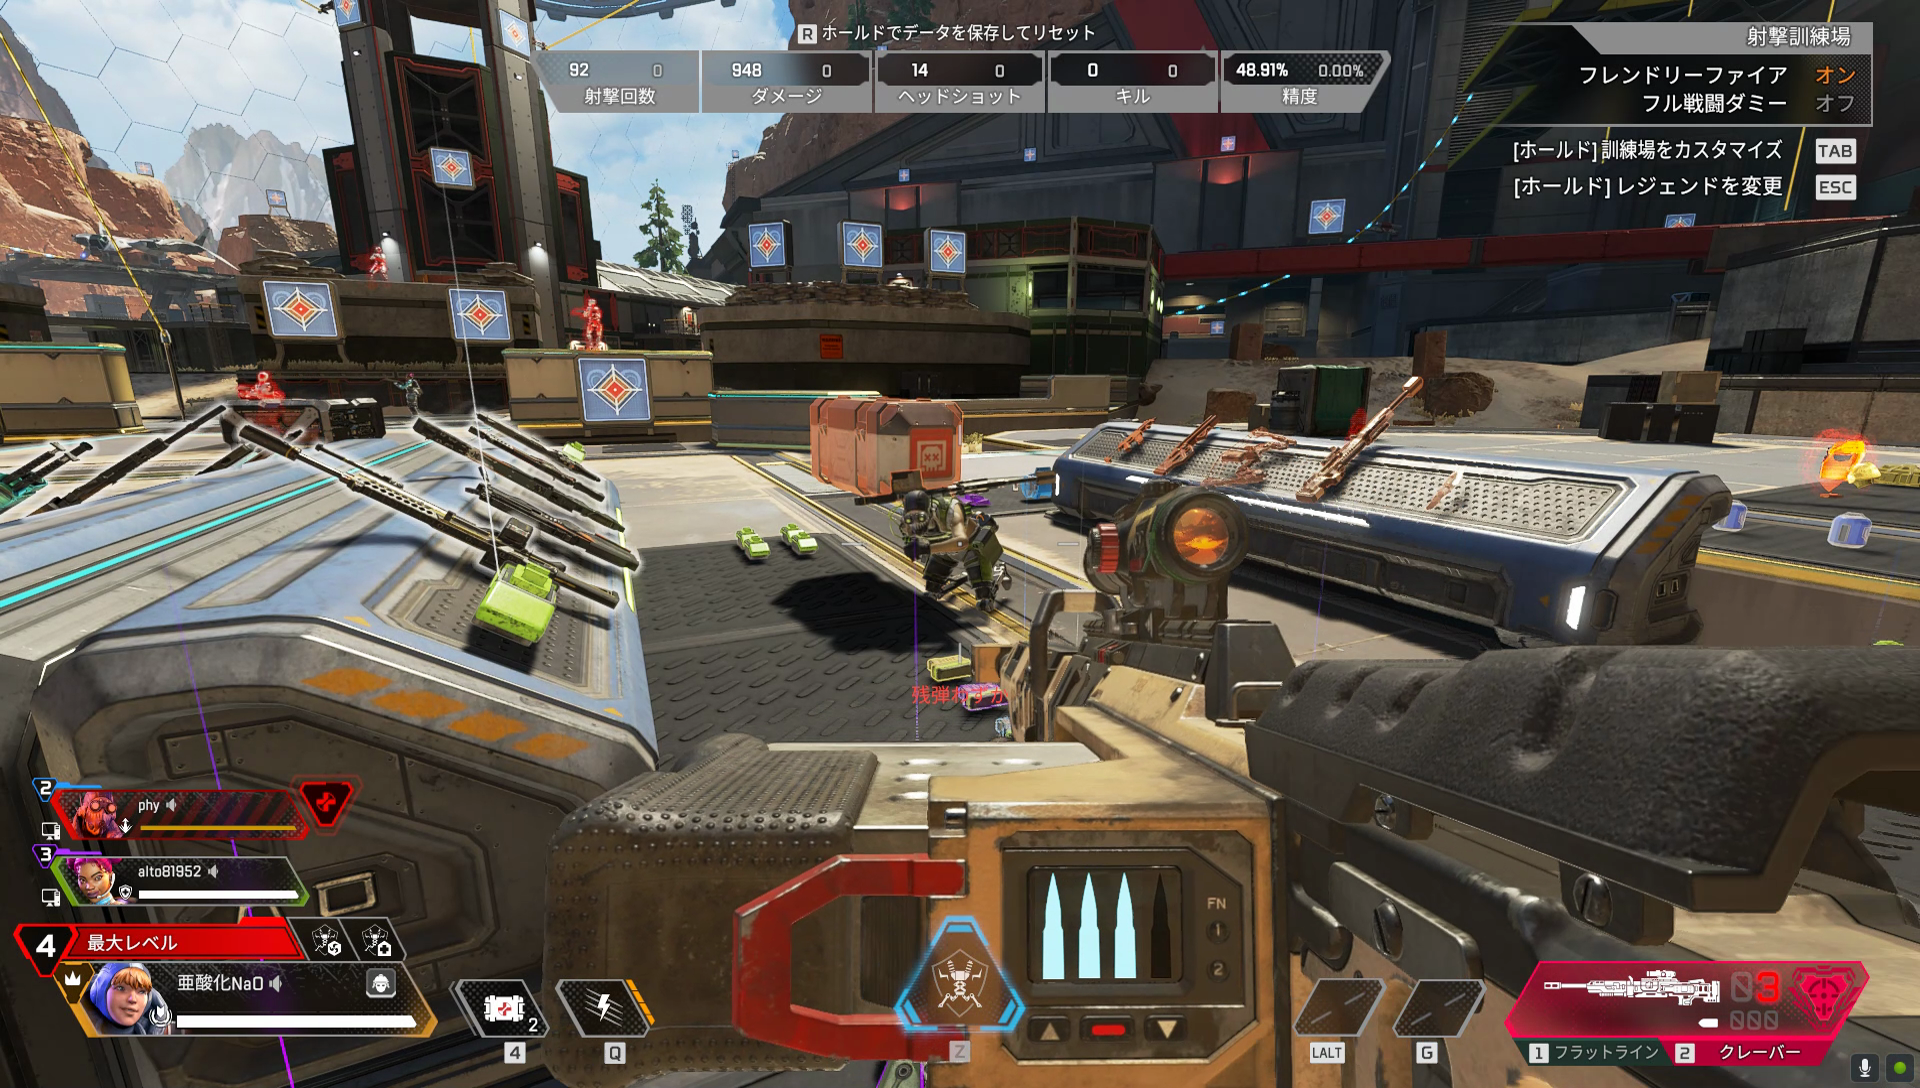 R ホールドでデータを保存してリセット
92 0 射撃回数
948 0 ダメージ
14 0 ヘッドショット
0 0 キル
48.91% 0.00% 精度
射撃訓練場
フレンドリーファイア オン
フル戦闘ダミー オフ
[ホールド]訓練場をカスタマイズ TAB
[ホールド]レジェンドを変更 ESC
残弾わずか
2 phy
3 alto81952
4 最大レベル
亜酸化NaO
2
4
Q
Z
FN
1
2
LALT
G
03
000
1 フラットライン 2 クレーバー